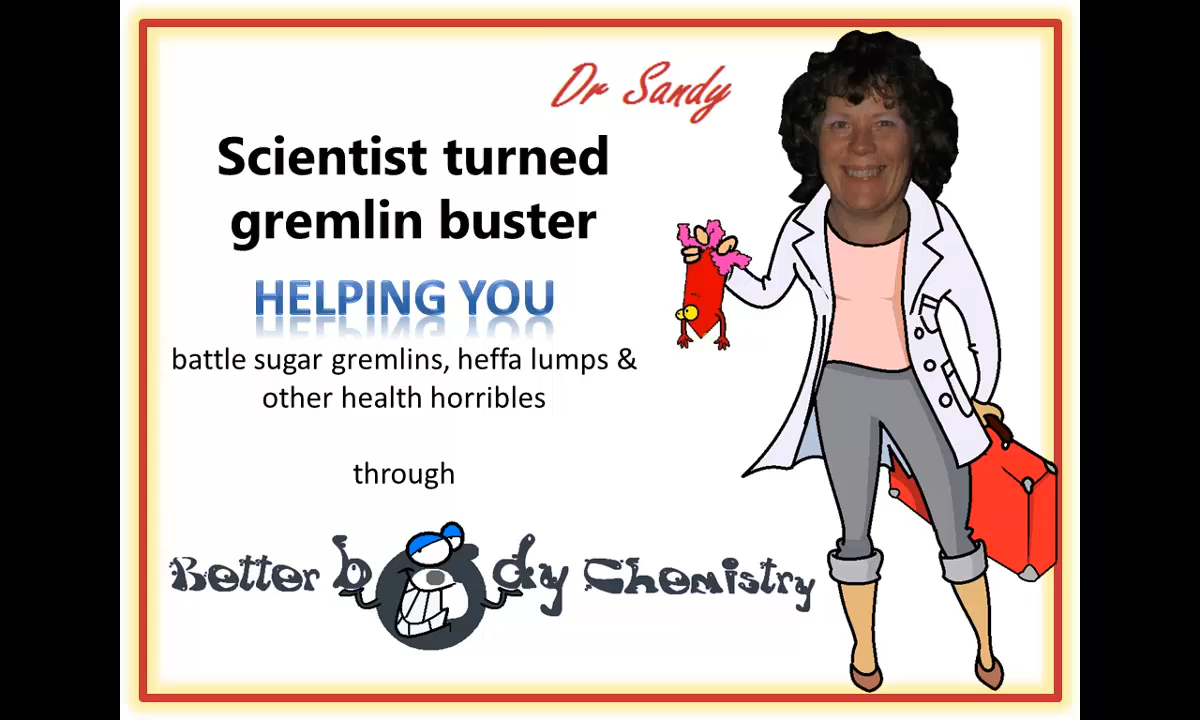 Dr Sandy
Scientist turned
gremlin buster
HELPING YOU
battle sugar gremlins, heffa lumps &
other health horribles
through
Better body Chemistry